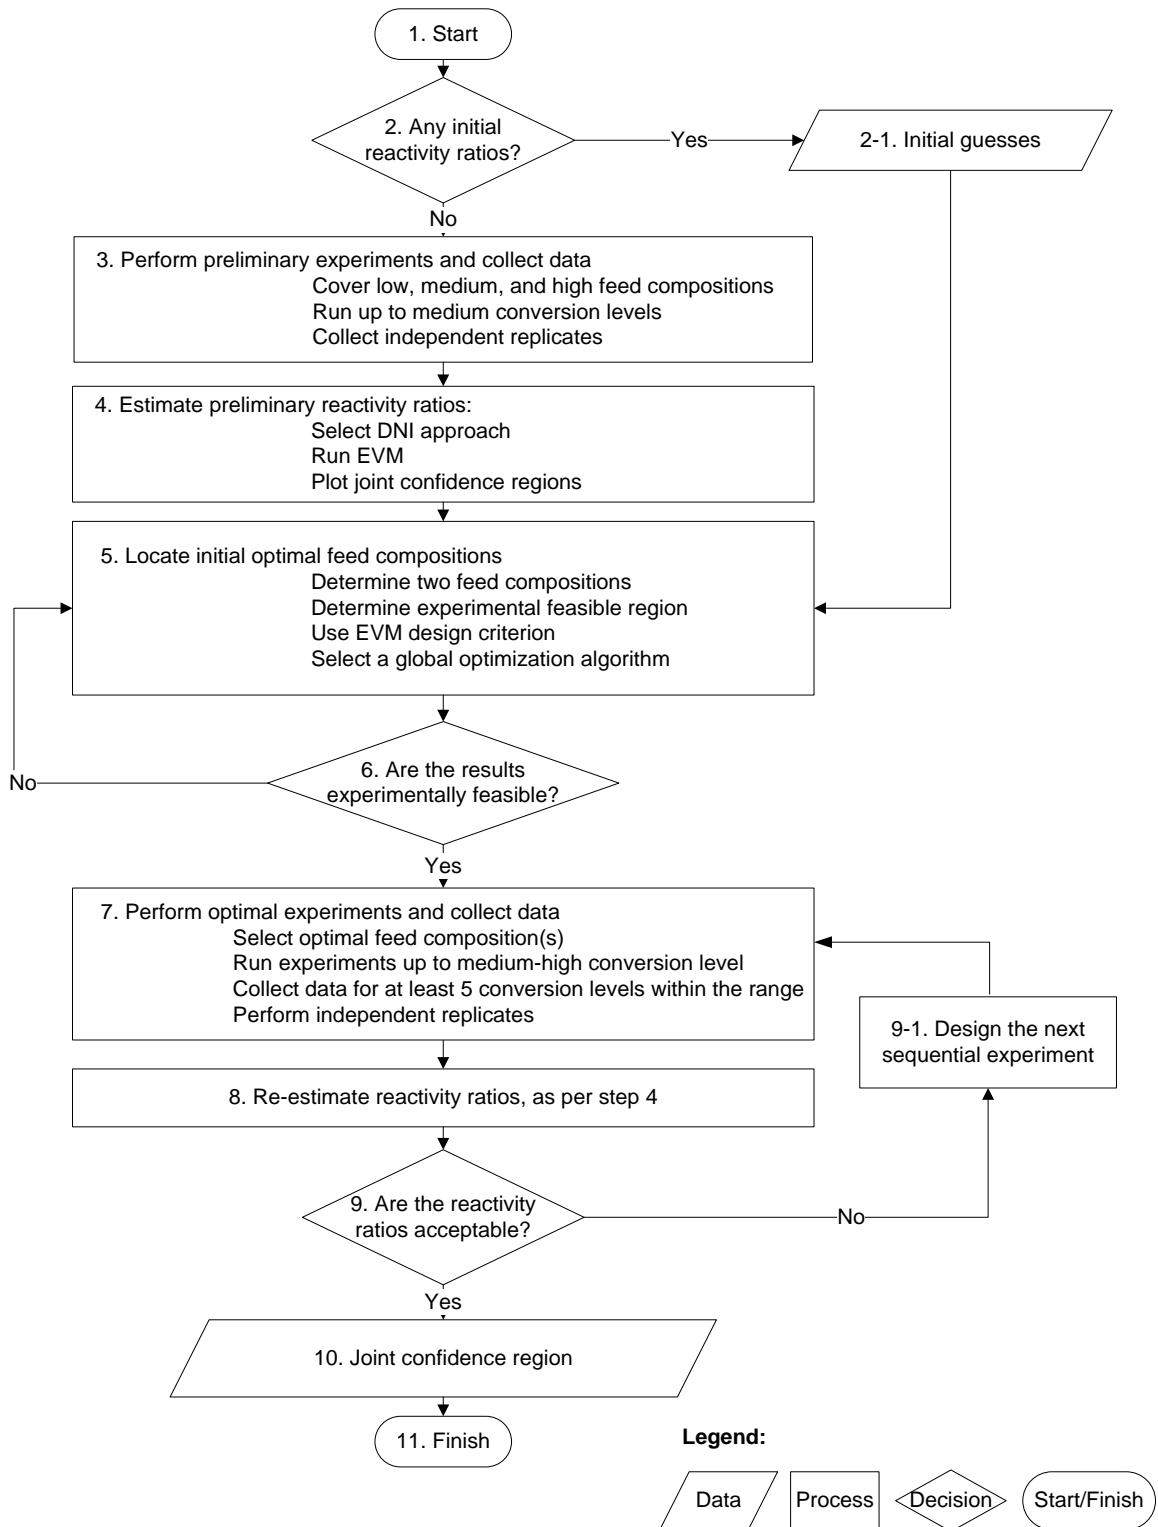 1. Start
2. Any initial
reactivity ratios?
Yes
2-1. Initial guesses
No
3. Perform preliminary experiments and collect data
Cover low, medium, and high feed compositions
Run up to medium conversion levels
Collect independent replicates
4. Estimate preliminary reactivity ratios:
Select DNI approach
Run EVM
Plot joint confidence regions
5. Locate initial optimal feed compositions
Determine two feed compositions
Determine experimental feasible region
Use EVM design criterion
Select a global optimization algorithm
6. Are the results
experimentally feasible?
No
Yes
7. Perform optimal experiments and collect data
Select optimal feed composition(s)
Run experiments up to medium-high conversion level
Collect data for at least 5 conversion levels within the range
Perform independent replicates
9-1. Design the next
sequential experiment
8. Re-estimate reactivity ratios, as per step 4
9. Are the reactivity
ratios acceptable?
No
Yes
10. Joint confidence region
11. Finish
Legend:
Data
Process
Decision
Start/Finish